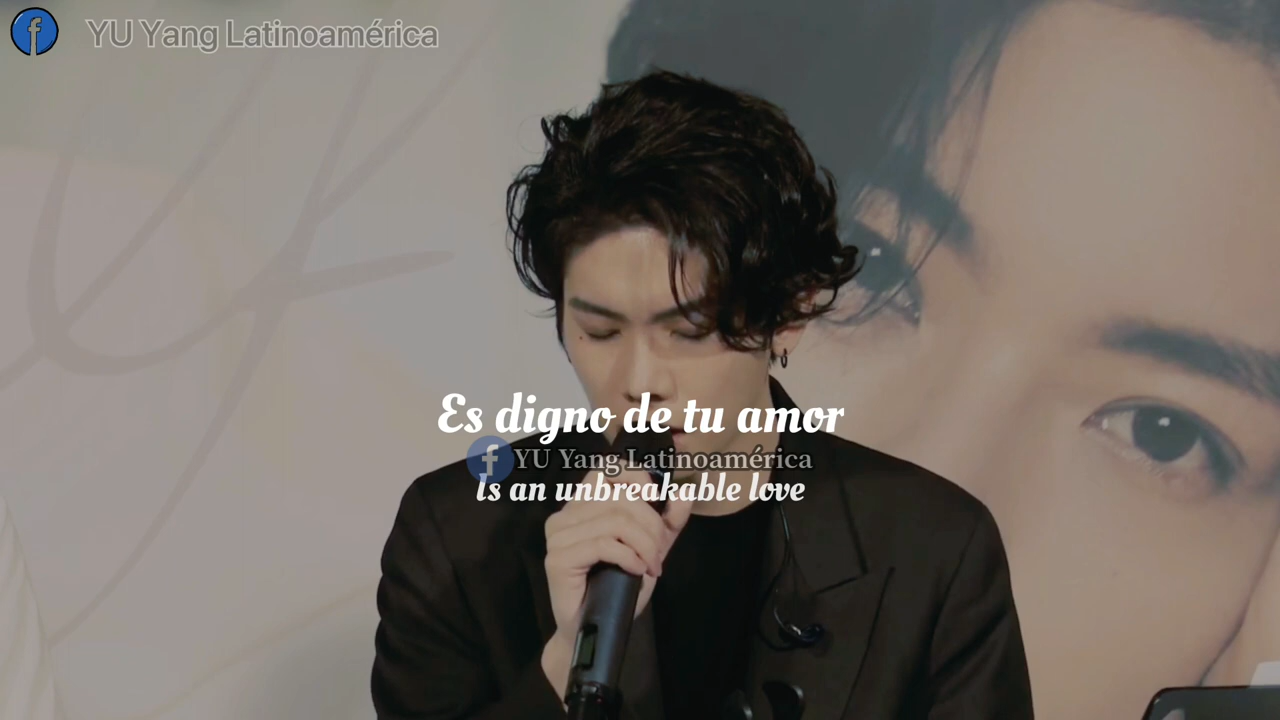 YU Yang Latinoamérica
Es digno de tu amor
YU Yang Latinoamérica
Is an unbreakable love